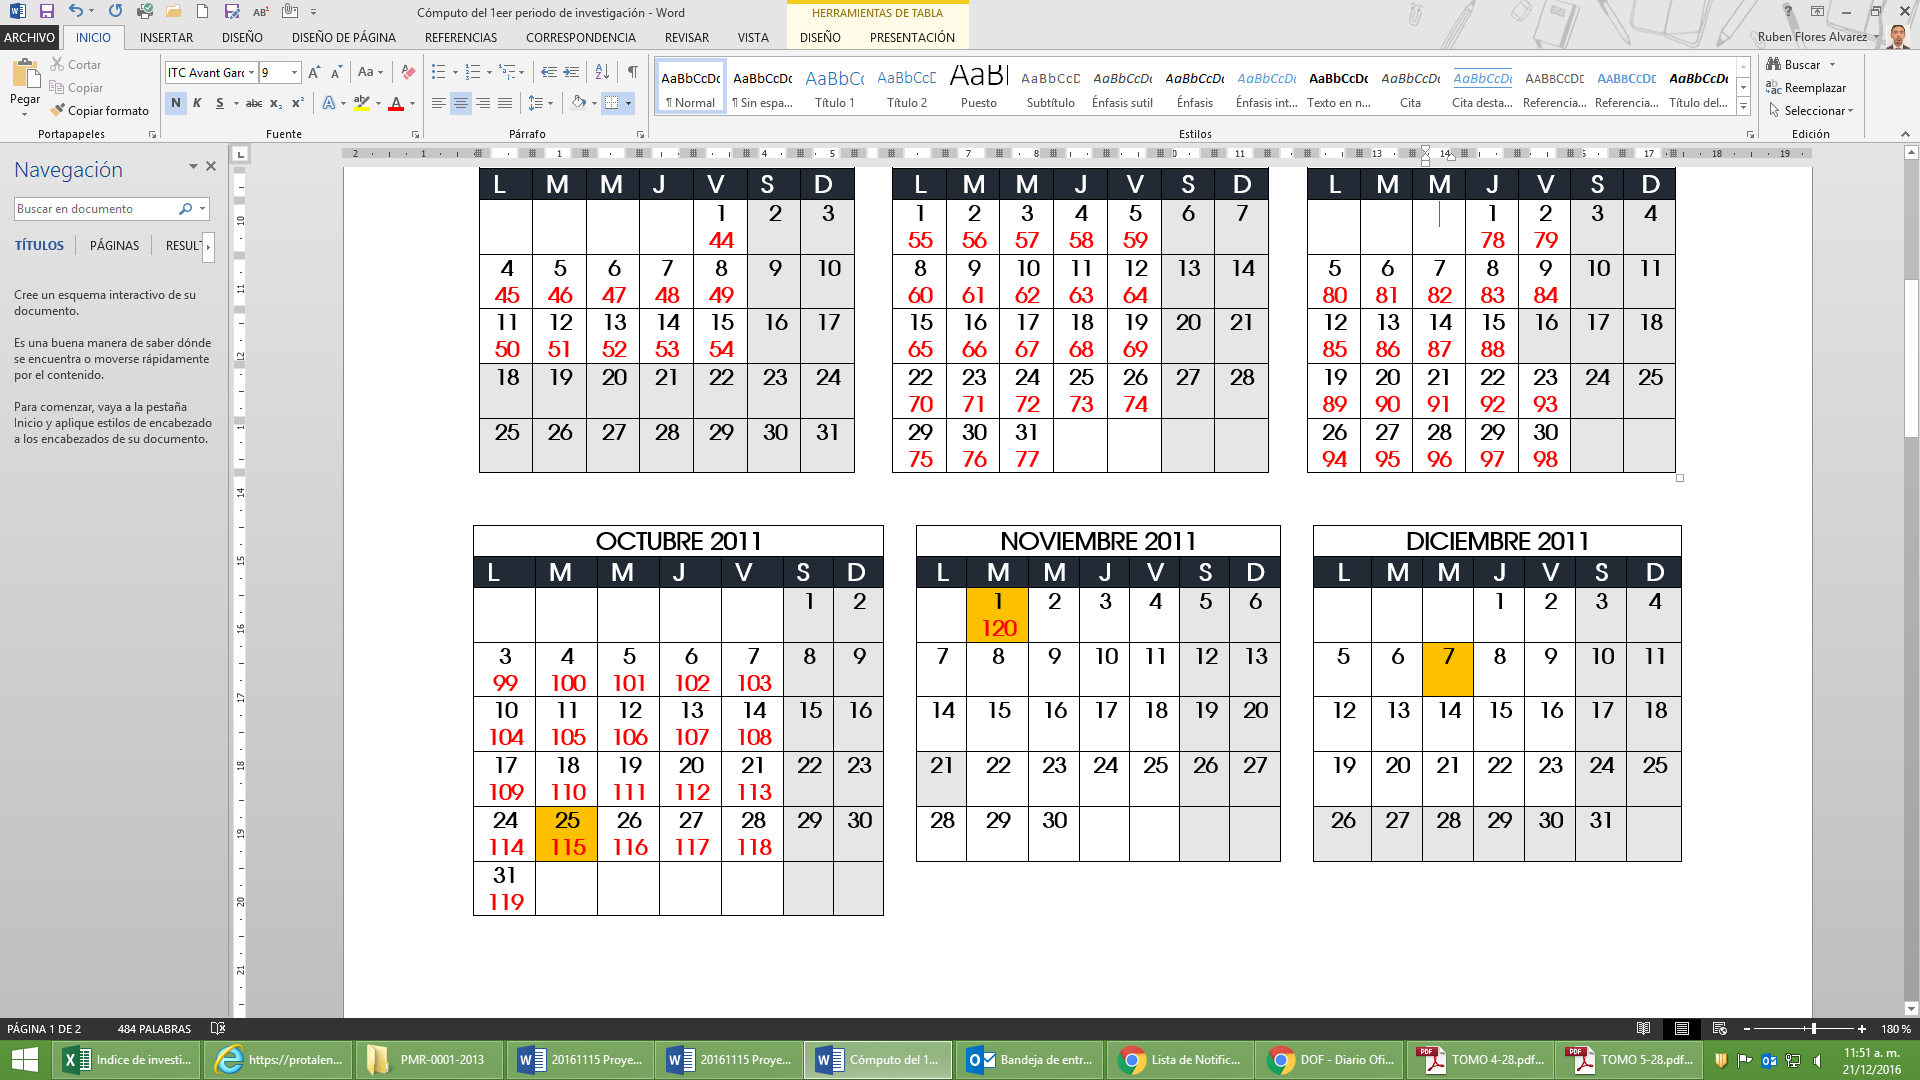 Cómputo del 1eer periodo de investigación - Word
HERRAMIENTAS DE TABLA
ARCHIVO INICIO INSERTAR DISEÑO DISEÑO DE PÁGINA REFERENCIAS CORRESPONDENCIA REVISAR VISTA DISEÑO PRESENTACIÓN
Ruben Flores Alvarez
Pegar
Cortar
Copiar
Copiar formato
Portapapeles
ITC Avant Garc 9
N K S abc x₂ x²
Fuente
Párrafo
AaBbCcDc AaBbCcDc AaBbCc AaBbCcD AaBl AaBbCcD AaBbCcDc AaBbCcDc AaBbCcDc AaBbCcDc AaBbCcDc AaBbCcDc AABBCCDD AABBCCDD AaBbCcDc
¶ Normal ¶ Sin espa... Título 1 Título 2 Puesto Subtítulo Énfasis sutil Énfasis Énfasis int... Texto en n... Cita Cita desta... Referencia... Referencia... Título del...
Estilos
Buscar
Reemplazar
Seleccionar
Edición
Navegación
Buscar en documento
TÍTULOS PÁGINAS RESULT
Cree un esquema interactivo de su
documento.
Es una buena manera de saber dónde
se encuentra o moverse rápidamente
por el contenido.
Para comenzar, vaya a la pestaña
Inicio y aplique estilos de encabezado
a los encabezados de su documento.
L M M J V S D
1 2 3
44
4 5 6 7 8 9 10
45 46 47 48 49
11 12 13 14 15 16 17
50 51 52 53 54
18 19 20 21 22 23 24
25 26 27 28 29 30 31
L M M J V S D
1 2 3 4 5 6 7
55 56 57 58 59
8 9 10 11 12 13 14
60 61 62 63 64
15 16 17 18 19 20 21
65 66 67 68 69
22 23 24 25 26 27 28
70 71 72 73 74
29 30 31
75 76 77
L M M J V S D
1 2 3 4
78 79
5 6 7 8 9 10 11
80 81 82 83 84
12 13 14 15 16 17 18
85 86 87 88
19 20 21 22 23 24 25
89 90 91 92 93
26 27 28 29 30
94 95 96 97 98
OCTUBRE 2011
L M M J V S D
1 2
3 4 5 6 7 8 9
99 100 101 102 103
10 11 12 13 14 15 16
104 105 106 107 108
17 18 19 20 21 22 23
109 110 111 112 113
24 25 26 27 28 29 30
114 115 116 117 118
31
119
NOVIEMBRE 2011
L M M J V S D
1 2 3 4 5 6
120
7 8 9 10 11 12 13
14 15 16 17 18 19 20
21 22 23 24 25 26 27
28 29 30
DICIEMBRE 2011
L M M J V S D
1 2 3 4
5 6 7 8 9 10 11
12 13 14 15 16 17 18
19 20 21 22 23 24 25
26 27 28 29 30 31
PÁGINA 1 DE 2 484 PALABRAS
180 %
Indice de investi... https://protalen... PMR-0001-2013 20161115 Proye... 20161115 Proye... Cómputo del 1... Bandeja de entr... Lista de Notific... DOF - Diario Ofi... TOMO 4-28.pdf... TOMO 5-28.pdf...
11:51 a. m.
21/12/2016